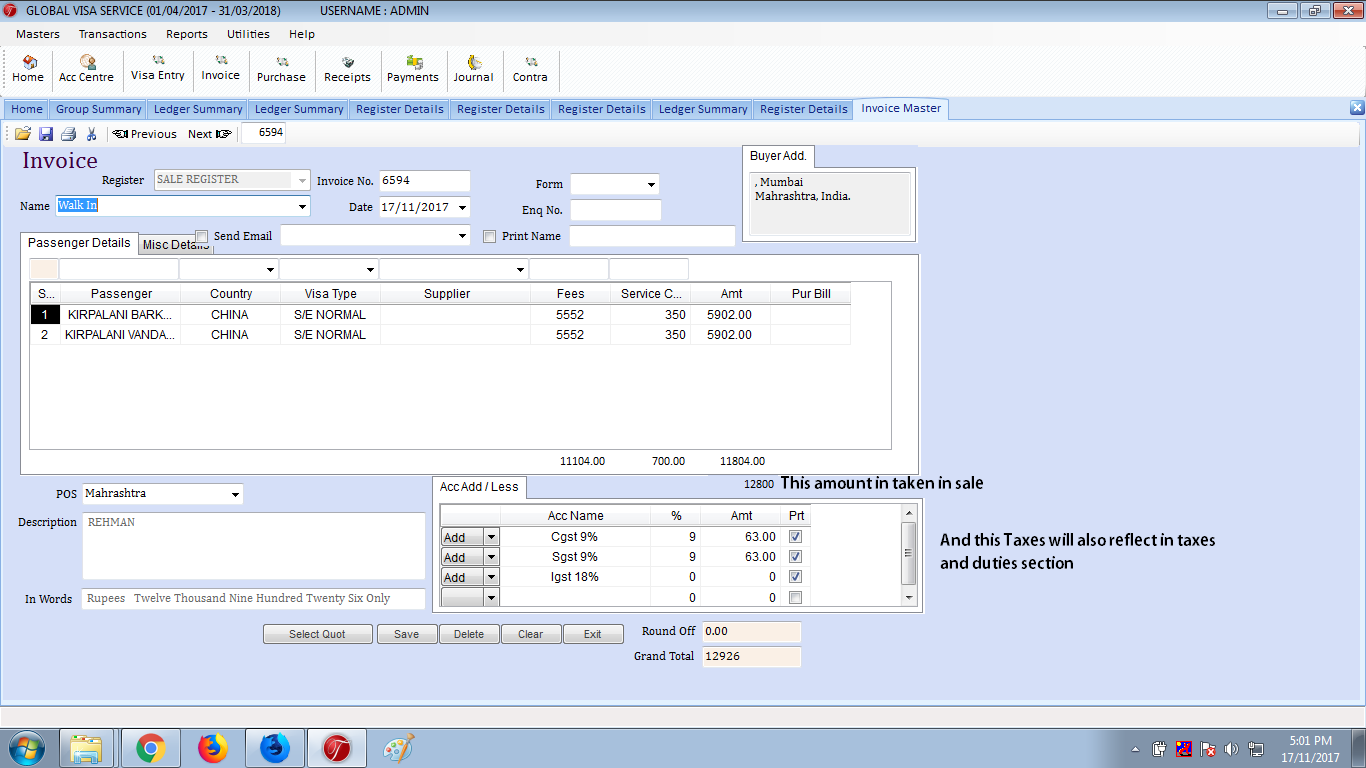 GLOBAL VISA SERVICE (01/04/2017 - 31/03/2018) USERNAME : ADMIN
Masters Transactions Reports Utilities Help
Home Acc Centre Visa Entry Invoice Purchase Receipts Payments Journal Contra
Home Group Summary Ledger Summary Ledger Summary Register Details Register Details Register Details Ledger Summary Register Details Invoice Master
Previous Next 6594
Invoice
Buyer Add.
Register SALE REGISTER Invoice No. 6594 Form
, Mumbai
Mahrashtra, India.
Name Walk In Date 17/11/2017 Enq No.
Send Email Print Name
Passenger Details Misc Details
S... Passenger Country Visa Type Supplier Fees Service C... Amt Pur Bill
1 KIRPALANI BARK... CHINA S/E NORMAL 5552 350 5902.00
2 KIRPALANI VANDA... CHINA S/E NORMAL 5552 350 5902.00
11104.00 700.00 11804.00
12800 This amount in taken in sale
POS Mahrashtra
Acc Add / Less
Acc Name % Amt Prt
Description REHMAN
Add Cgst 9% 9 63.00
Add Sgst 9% 9 63.00
Add Igst 18% 0 0
0 0
And this Taxes will also reflect in taxes
and duties section
In Words Rupees Twelve Thousand Nine Hundred Twenty Six Only
Select Quot Save Delete Clear Exit
Round Off 0.00
Grand Total 12926
5:01 PM
17/11/2017